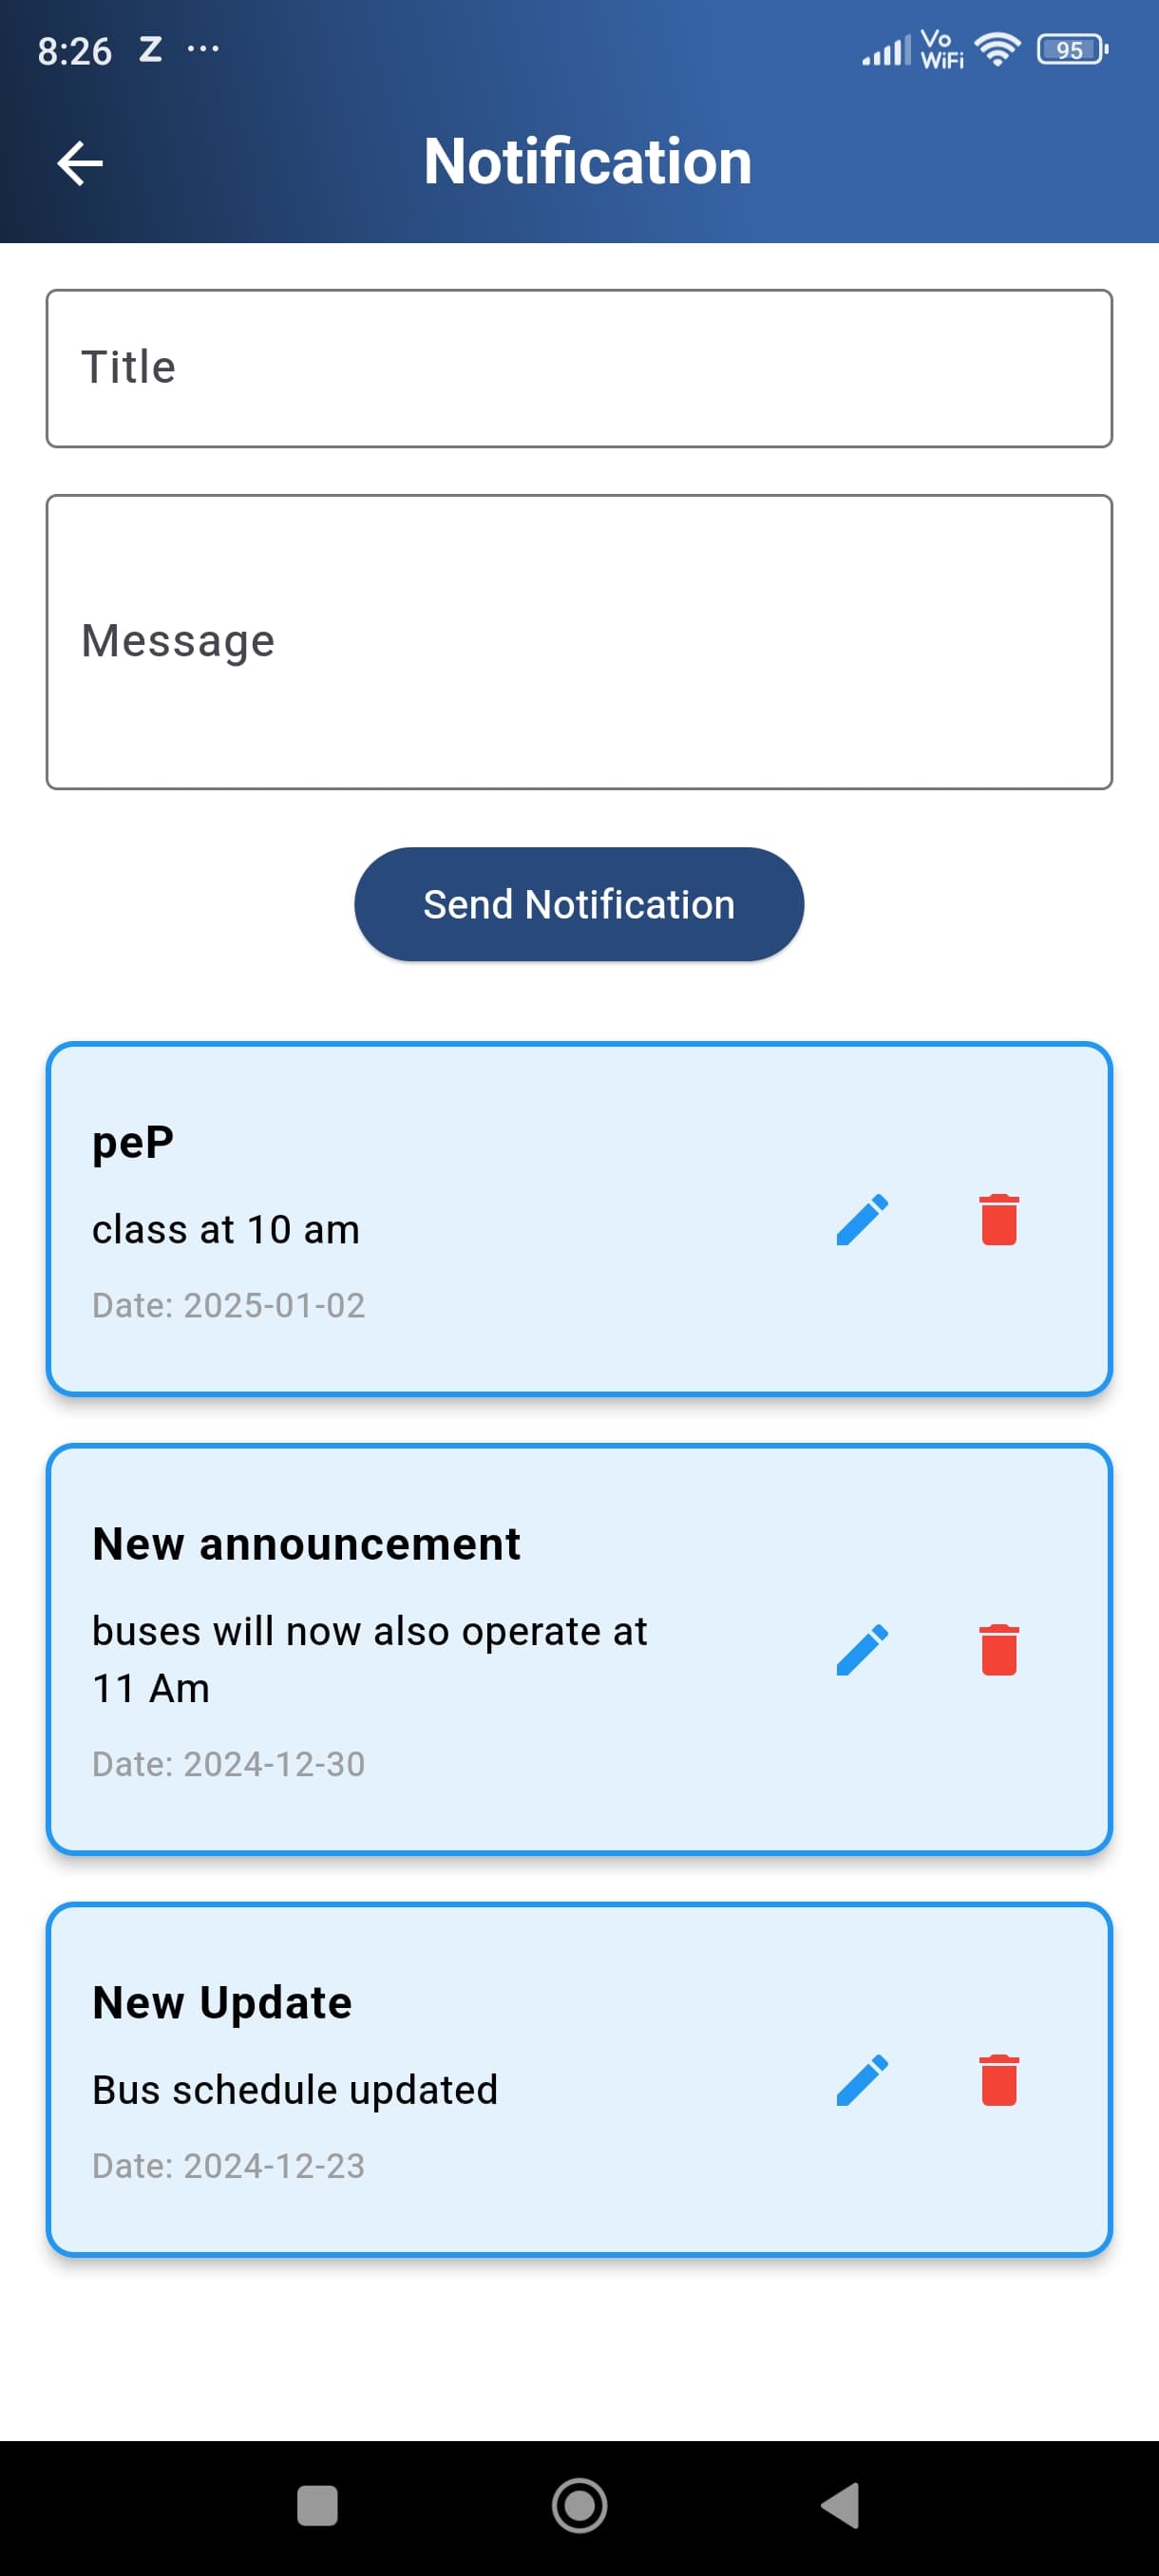 8:26 Z ...
Vo
WiFi
95
Notification
Title
Message
Send Notification
peP
class at 10 am
Date: 2025-01-02
New announcement
buses will now also operate at
11 Am
Date: 2024-12-30
New Update
Bus schedule updated
Date: 2024-12-23